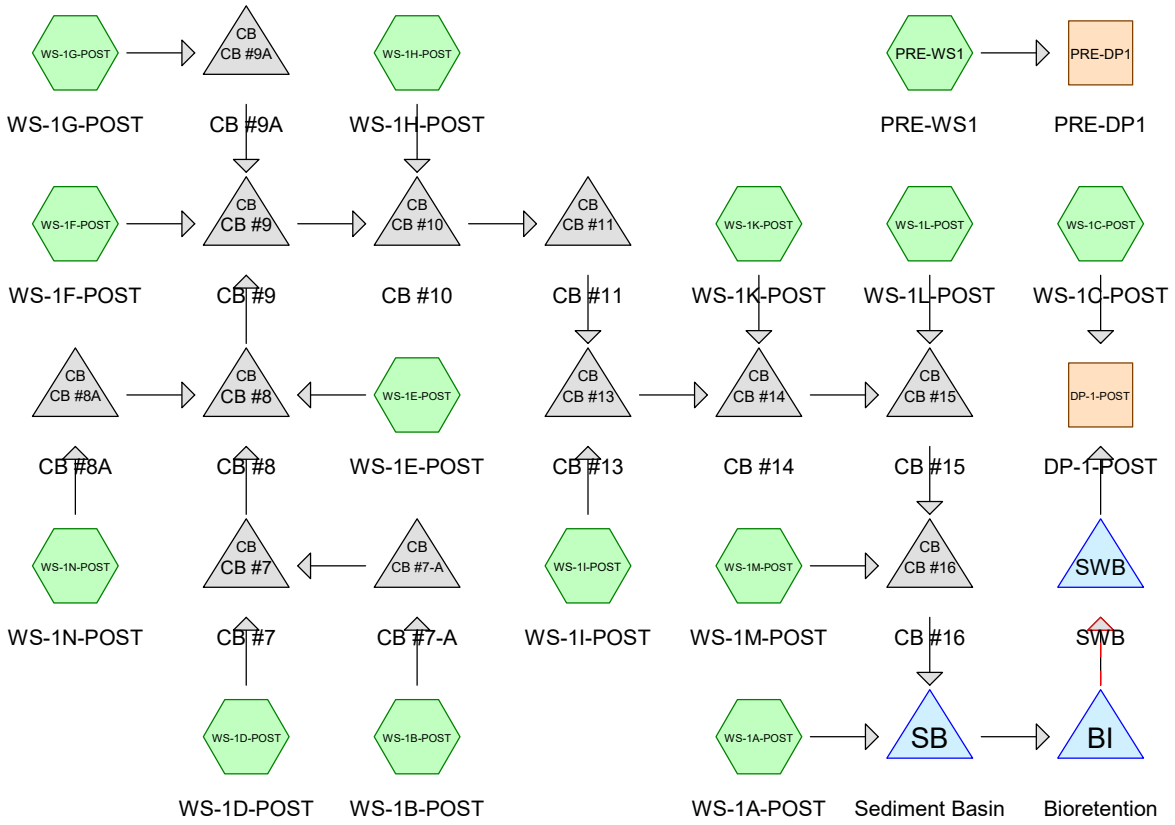 WS-1G-POST
CB
CB #9A
WS-1H-POST
PRE-WS1
PRE-DP1
WS-1G-POST
CB #9A
WS-1H-POST
PRE-WS1
PRE-DP1
WS-1F-POST
CB
CB #9
CB
CB #10
CB
CB #11
WS-1K-POST
WS-1L-POST
WS-1C-POST
WS-1F-POST
CB #9
CB #10
CB #11
WS-1K-POST
WS-1L-POST
WS-1C-POST
CB
CB #8A
CB
CB #8
WS-1E-POST
CB
CB #13
CB
CB #14
CB
CB #15
DP-1-POST
CB #8A
CB #8
WS-1E-POST
CB #13
CB #14
CB #15
DP-1-POST
WS-1N-POST
CB
CB #7
CB
CB #7-A
WS-1I-POST
WS-1M-POST
CB
CB #16
SWB
WS-1N-POST
CB #7
CB #7-A
WS-1I-POST
WS-1M-POST
CB #16
SWB
WS-1D-POST
WS-1B-POST
WS-1A-POST
SB
BI
WS-1D-POST
WS-1B-POST
WS-1A-POST
Sediment Basin
Bioretention